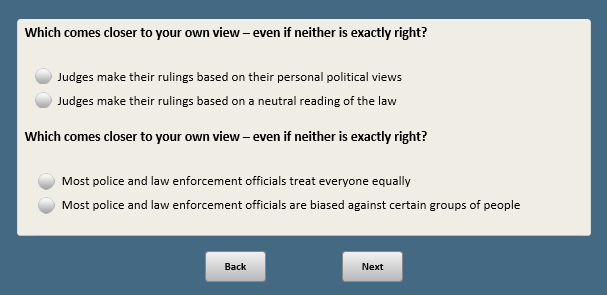 Which comes closer to your own view – even if neither is exactly right?
Judges make their rulings based on their personal political views
Judges make their rulings based on a neutral reading of the law
Which comes closer to your own view – even if neither is exactly right?
Most police and law enforcement officials treat everyone equally
Most police and law enforcement officials are biased against certain groups of people
Back
Next